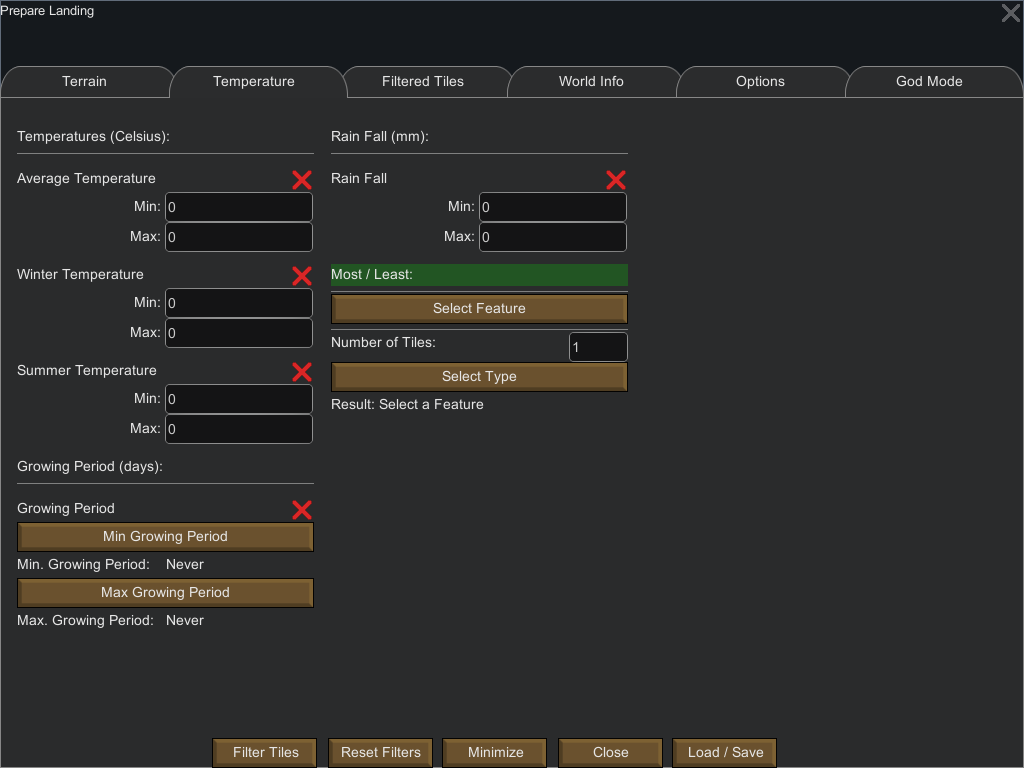 Prepare Landing
Terrain
Temperature
Filtered Tiles
World Info
Options
God Mode
Temperatures (Celsius):
Average Temperature
Min: 0
Max: 0
Winter Temperature
Min: 0
Max: 0
Summer Temperature
Min: 0
Max: 0
Growing Period (days):
Growing Period
Min Growing Period
Min. Growing Period: Never
Max Growing Period
Max. Growing Period: Never
Rain Fall (mm):
Rain Fall
Min: 0
Max: 0
Most / Least:
Select Feature
Number of Tiles: 1
Select Type
Result: Select a Feature
Filter Tiles
Reset Filters
Minimize
Close
Load / Save